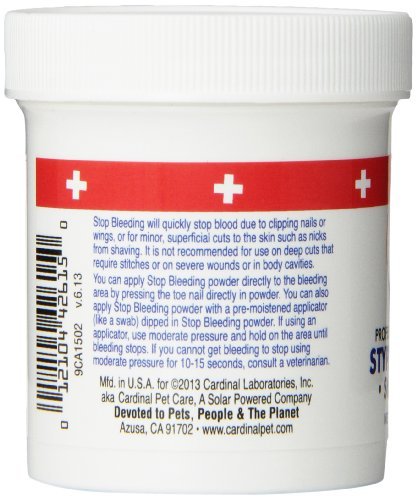 Stop Bleeding will quickly stop blood due to clipping nails or
wings, or for minor, superficial cuts to the skin such as nicks
from shaving. It is not recommended for use on deep cuts that
require stitches or on severe wounds or in body cavities.
You can apply Stop Bleeding powder directly to the bleeding
area by pressing the toe nail directly in powder. You can also
apply Stop Bleeding powder with a pre-moistened applicator
(like a swab) dipped in Stop Bleeding powder. If using an
applicator, use moderate pressure and hold on the area until
bleeding stops. If you cannot get bleeding to stop using
moderate pressure for 10-15 seconds, consult a veterinarian.
Mfd. in U.S.A. for ©2013 Cardinal Laboratories, Inc.
aka Cardinal Pet Care, A Solar Powered Company
Devoted to Pets, People & The Planet
Azusa, CA 91702 • www.cardinalpet.com
0 12104 42615 0
9CA1502 v.6.13
PROF
STY